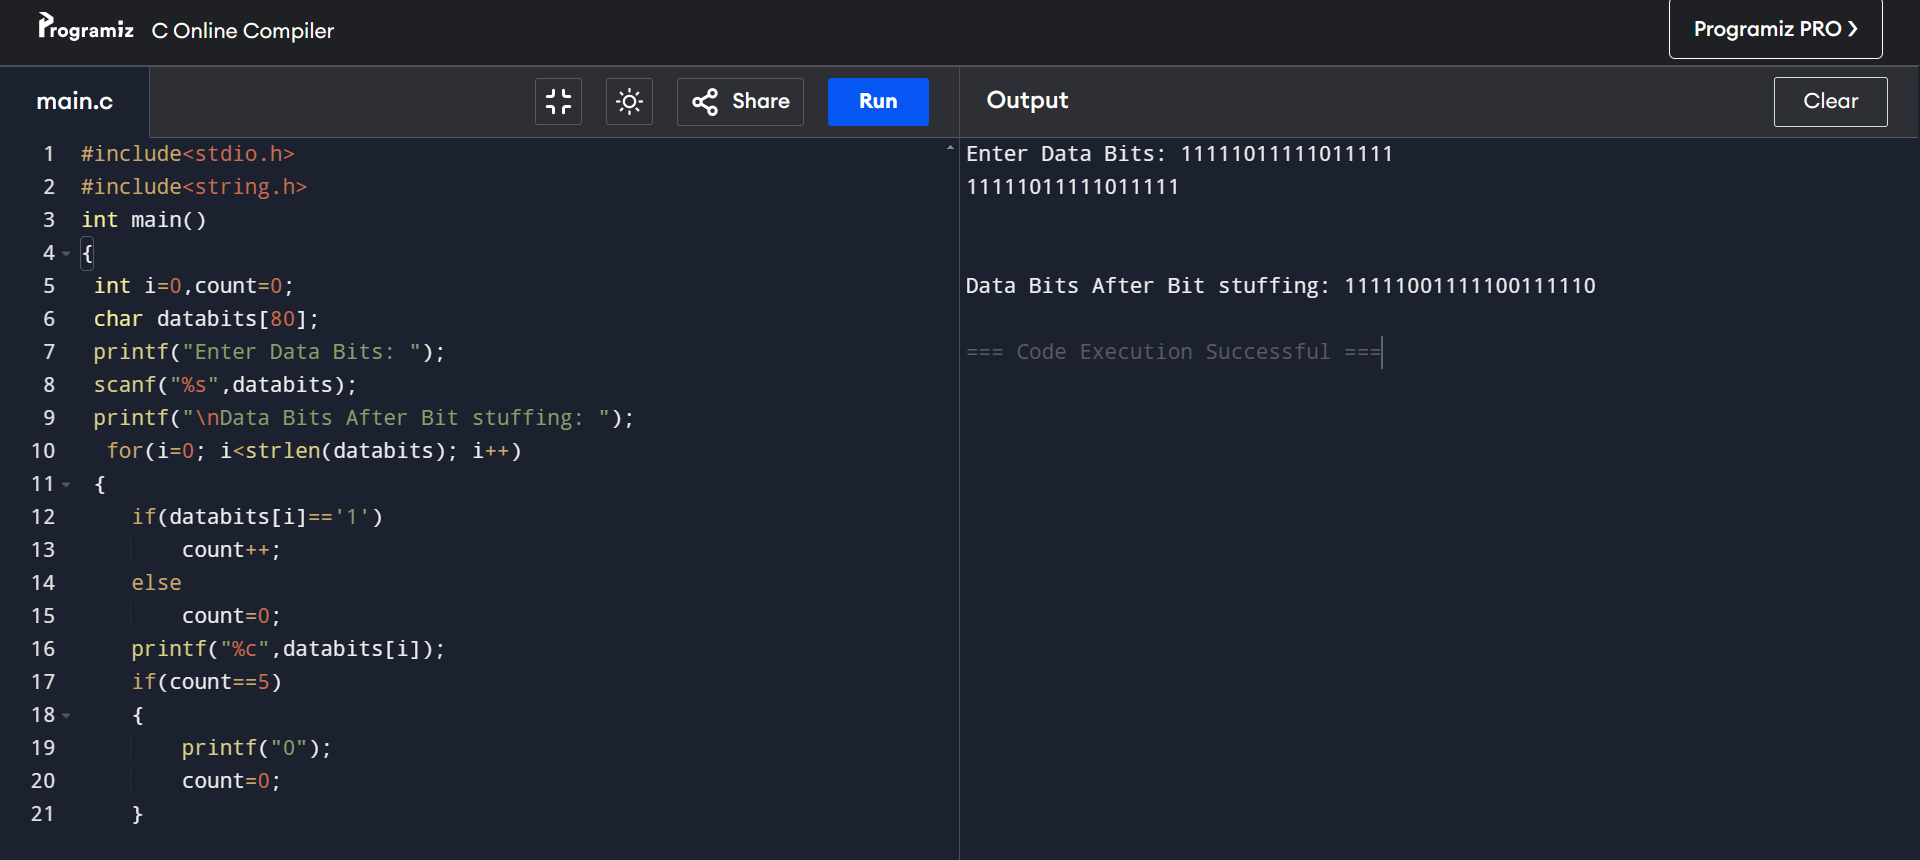 Programiz C Online Compiler
Programiz PRO ❯
main.c
Share
Run
Output
Clear
1 #include<stdio.h>
2 #include<string.h>
3 int main()
4 {
5 int i=0,count=0;
6 char databits[80];
7 printf("Enter Data Bits: ");
8 scanf("%s",databits);
9 printf("\nData Bits After Bit stuffing: ");
10 for(i=0; i<strlen(databits); i++)
11 {
12 if(databits[i]=='1')
13 count++;
14 else
15 count=0;
16 printf("%c",databits[i]);
17 if(count==5)
18 {
19 printf("0");
20 count=0;
21 }
Enter Data Bits: 11111011111011111
11111011111011111
Data Bits After Bit stuffing: 11111001111100111110
=== Code Execution Successful ===